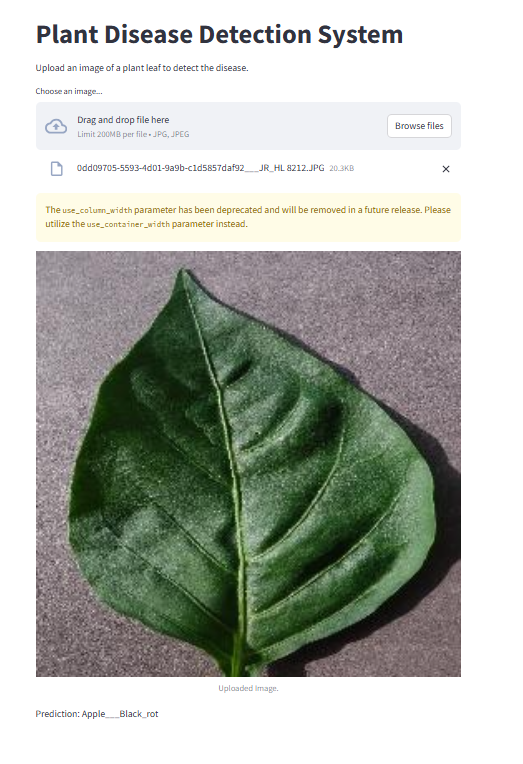 Plant Disease Detection System
Upload an image of a plant leaf to detect the disease.
Choose an image...
Drag and drop file here
Limit 200MB per file • JPG, JPEG
Browse files
0dd09705-5593-4d01-9a9b-c1d5857daf92___JR_HL 8212.JPG 20.3KB
The use_column_width parameter has been deprecated and will be removed in a future release. Please
utilize the use_container_width parameter instead.
Uploaded Image.
Prediction: Apple___Black_rot